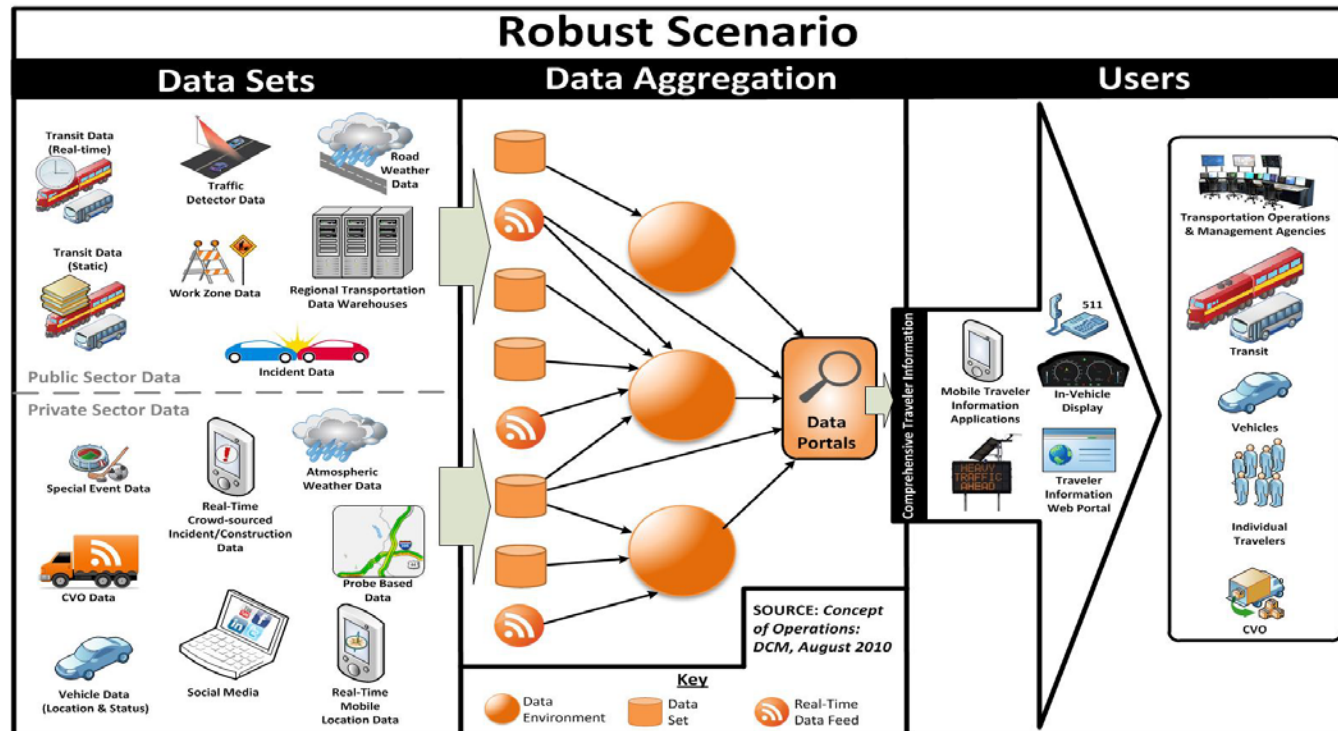 Robust Scenario
Data Sets
Data Aggregation
Users
Transit Data
(Real-time)
Traffic
Detector Data
Road
Weather
Data
Transit Data
(Static)
Work Zone Data
Regional Transportation
Data Warehouses
Incident Data
Public Sector Data
Private Sector Data
Special Event Data
Real-Time
Crowd-sourced
Incident/Construction
Data
Atmospheric
Weather Data
CVO Data
Probe Based
Data
Vehicle Data
(Location & Status)
Social Media
Real-Time
Mobile
Location Data
Data
Portals
SOURCE: Concept
of Operations:
DCM, August 2010
Key
Data
Environment
Data
Set
Real-Time
Data Feed
Comprehensive Traveler Information
Mobile Traveler
Information
Applications
511
In-Vehicle
Display
HEAVY
TRAFFIC
AHEAD
Traveler
Information
Web Portal
Transportation Operations
& Management Agencies
Transit
Vehicles
Individual
Travelers
CVO